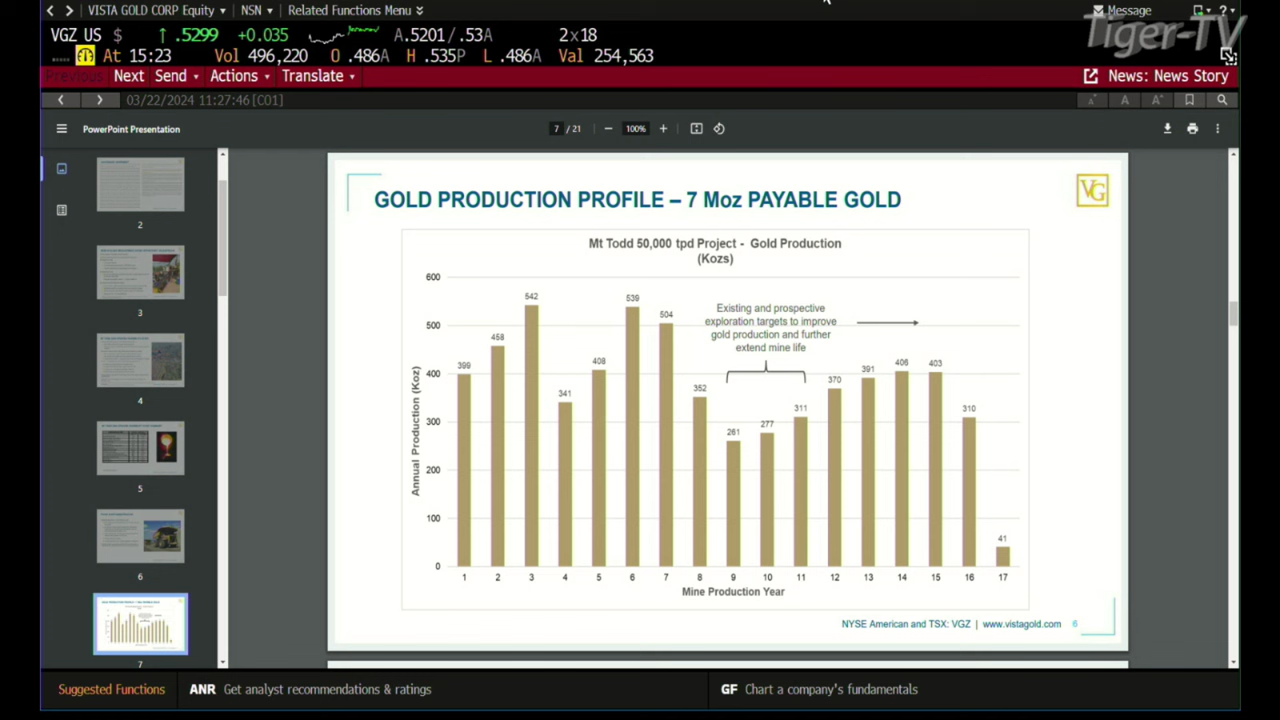 VISTA GOLD CORP Equity NSN Related Functions Menu Message ?
Tiger-TV
VGZ US $ ↑ .5299 +0.035 A.5201/.53A 2×18
At 15:23 Vol 496,220 O .486A H .535P L .486A Val 254,563
Previous Next Send Actions Translate News: News Story
03/22/2024 11:27:46 [C01] A A A
PowerPoint Presentation 7 / 21 100%
2
3
4
5
6
7
GOLD PRODUCTION PROFILE – 7 Moz PAYABLE GOLD
VG
Mt Todd 50,000 tpd Project - Gold Production
(Kozs)
Annual Production (Koz)
600
500
400
300
200
100
0
399
458
542
341
408
539
504
352
261
277
311
370
391
406
403
310
41
Existing and prospective
exploration targets to improve
gold production and further
extend mine life
1 2 3 4 5 6 7 8 9 10 11 12 13 14 15 16 17
Mine Production Year
NYSE American and TSX: VGZ | www.vistagold.com 6
Suggested Functions ANR Get analyst recommendations & ratings GF Chart a company's fundamentals